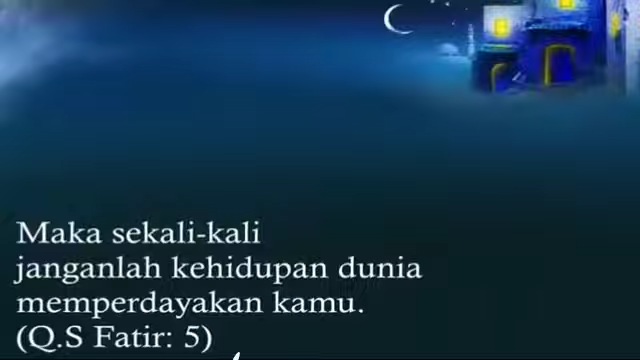 Maka sekali-kali
janganlah kehidupan dunia
memperdayakan kamu.
(Q.S Fatir: 5)